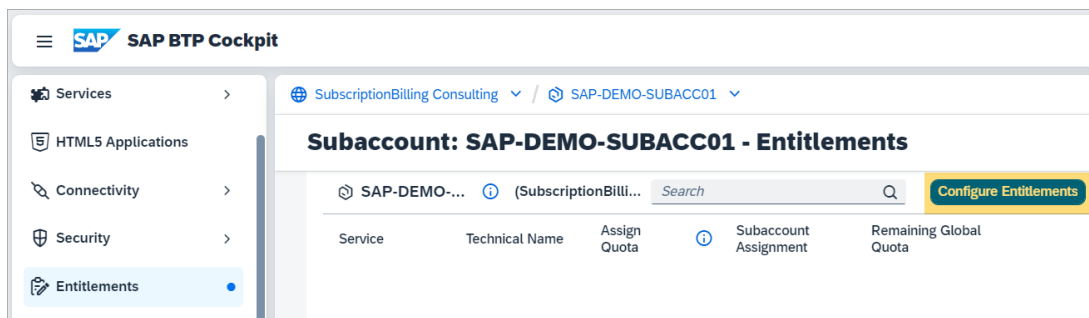 SAP SAP BTP Cockpit
Services
HTML5 Applications
Connectivity
Security
Entitlements
SubscriptionBilling Consulting / SAP-DEMO-SUBACC01
Subaccount: SAP-DEMO-SUBACC01 - Entitlements
SAP-DEMO-... (SubscriptionBilli... Search Configure Entitlements
Service Technical Name Assign Quota Subaccount Assignment Remaining Global Quota